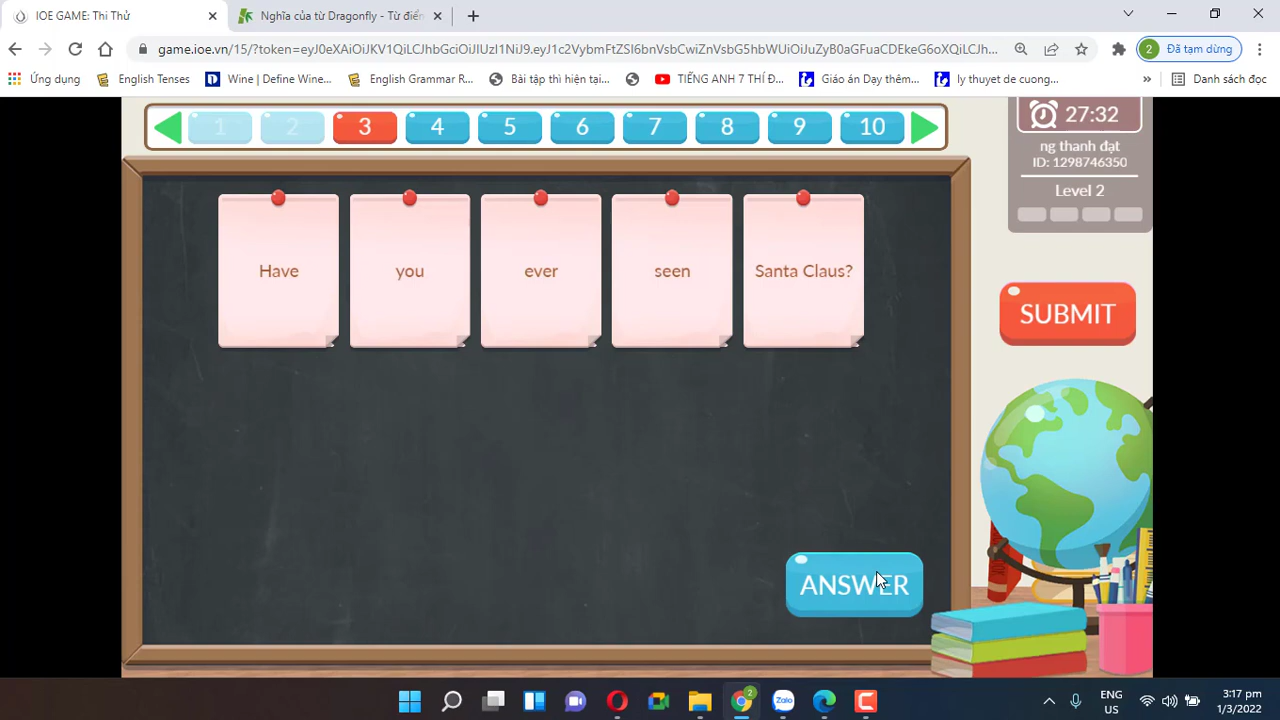 IOE GAME: Thi Thử
Nghĩa của từ Dragonfly - Từ điển
game.ioe.vn/15/?token=eyJ0eXAiOiJKV1QiLCJhbGciOiJIUzI1NiJ9.eyJ1c2VybmFtZSI6bnVsbCwiZnVsbG5hbWUiOiJuZyB0aGFuaCDEkeG6oXQiLCJh...
2
Đã tạm dừng
Ứng dụng
English Tenses
Wine | Define Wine...
English Grammar R...
Bài tập thì hiện tại...
TIẾNG ANH 7 THÍ Đ...
Giáo án Dạy thêm...
ly thuyet de cuong...
»
Danh sách đọc
1 2 3 4 5 6 7 8 9 10
27:32
ng thanh đạt
ID: 1298746350
Level 2
Have you ever seen Santa Claus?
SUBMIT
ANSWER
2
Zalo
ENG
US
3:17 pm
1/3/2022